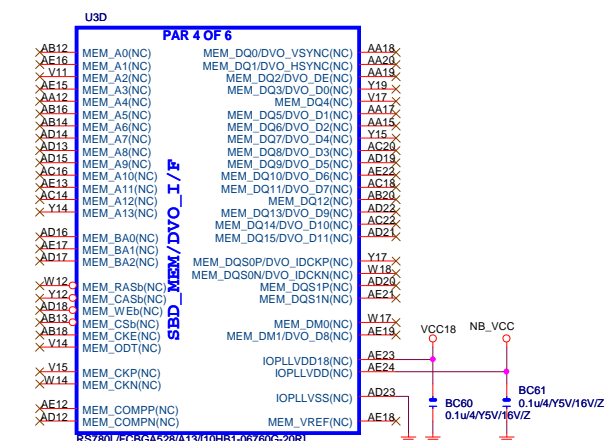 U3D
PAR 4 OF 6
AB12 MEM_A0(NC) MEM_DQ0/DVO_VSYNC(NC) AA18
AE16 MEM_A1(NC) MEM_DQ1/DVO_HSYNC(NC) AA20
V11 MEM_A2(NC) MEM_DQ2/DVO_DE(NC) AA19
AE15 MEM_A3(NC) MEM_DQ3/DVO_D0(NC) Y19
AA12 MEM_A4(NC) MEM_DQ4(NC) V17
AB16 MEM_A5(NC) MEM_DQ5/DVO_D1(NC) AA17
AB14 MEM_A6(NC) MEM_DQ6/DVO_D2(NC) AA15
AD14 MEM_A7(NC) MEM_DQ7/DVO_D4(NC) Y15
AD13 MEM_A8(NC) MEM_DQ8/DVO_D3(NC) AC20
AD15 MEM_A9(NC) MEM_DQ9/DVO_D5(NC) AD19
AC16 MEM_A10(NC) MEM_DQ10/DVO_D6(NC) AE22
AE13 MEM_A11(NC) MEM_DQ11/DVO_D7(NC) AC18
AC14 MEM_A12(NC) MEM_DQ12(NC) AB20
Y14 MEM_A13(NC) MEM_DQ13/DVO_D9(NC) AD22
MEM_DQ14/DVO_D10(NC) AC22
AD16 MEM_BA0(NC) MEM_DQ15/DVO_D11(NC) AD21
AE17 MEM_BA1(NC)
AD17 MEM_BA2(NC) MEM_DQS0P/DVO_IDCKP(NC) Y17
MEM_DQS0N/DVO_IDCKN(NC) W18
W12 MEM_RASb(NC) MEM_DQS1P(NC) AD20
Y12 MEM_CASb(NC) MEM_DQS1N(NC) AE21
AD18 MEM_WEb(NC)
AB13 MEM_CSb(NC) MEM_DM0(NC) W17
AB18 MEM_CKE(NC) MEM_DM1/DVO_D8(NC) AE19
V14 MEM_ODT(NC)
SBD_MEM/DVO_I/F
VCC18 NB_VCC
IOPLLVDD18(NC) AE23
V15 MEM_CKP(NC) IOPLLVDD(NC) AE24
W14 MEM_CKN(NC)
IOPLLVSS(NC) AD23
AE12 MEM_COMPP(NC)
AD12 MEM_COMPN(NC) MEM_VREF(NC) AE18
BC60
0.1u/4/Y5V/16V/Z
BC61
0.1u/4/Y5V/16V/Z
RS780L/FCBGA528/A13/[10HB1-06760G-20R]